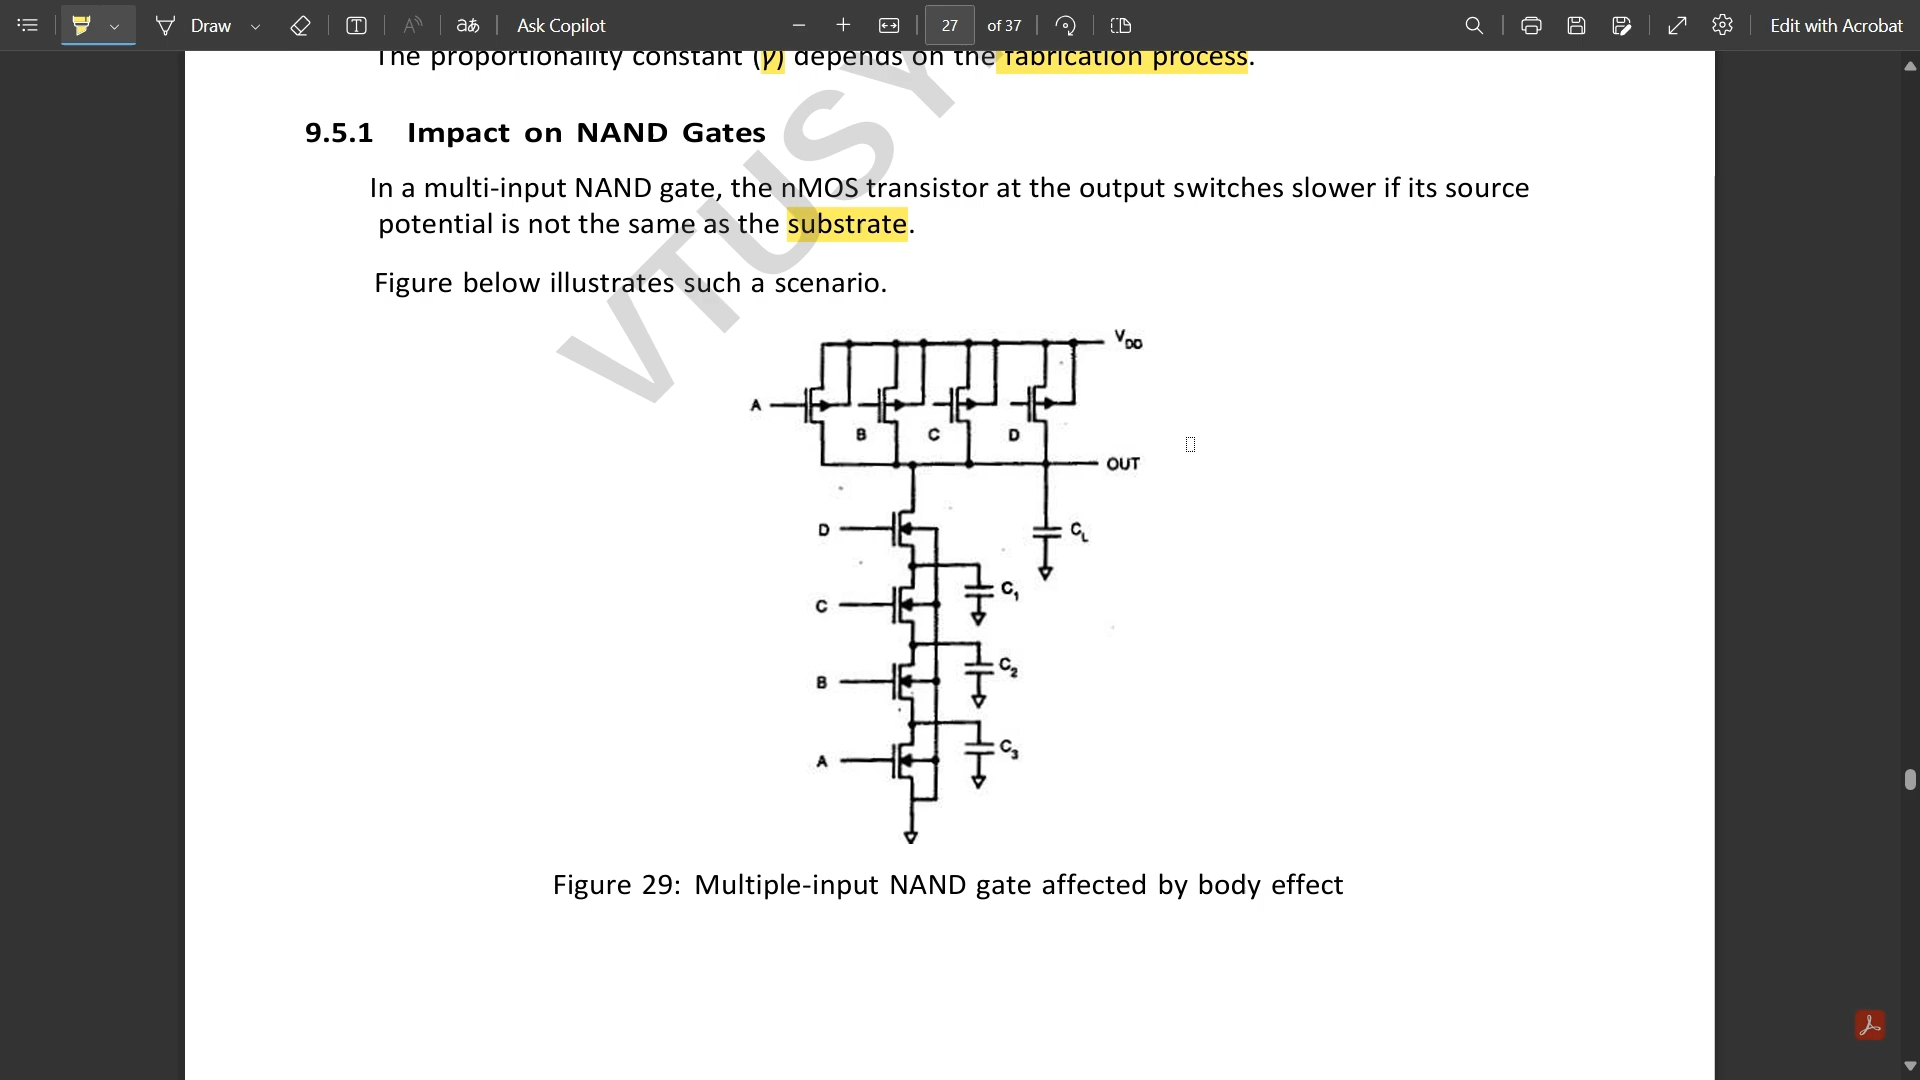 Draw
Ask Copilot
27 of 37
Edit with Acrobat
The proportionality constant (γ) depends on the fabrication process.
9.5.1 Impact on NAND Gates
In a multi-input NAND gate, the nMOS transistor at the output switches slower if its source
potential is not the same as the substrate.
Figure below illustrates such a scenario.
VTUSY
VDD
A
B C D
OUT
D
CL
C1
C
C2
B
C3
A
Figure 29: Multiple-input NAND gate affected by body effect